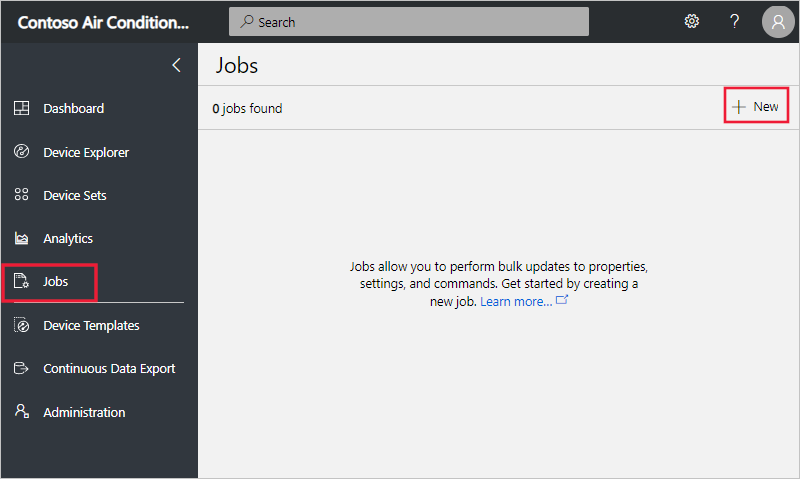 Contoso Air Condition...
Search
?
Jobs
0 jobs found
New
Dashboard
Device Explorer
Device Sets
Analytics
Jobs
Device Templates
Continuous Data Export
Administration
Jobs allow you to perform bulk updates to properties,
settings, and commands. Get started by creating a
new job. Learn more...